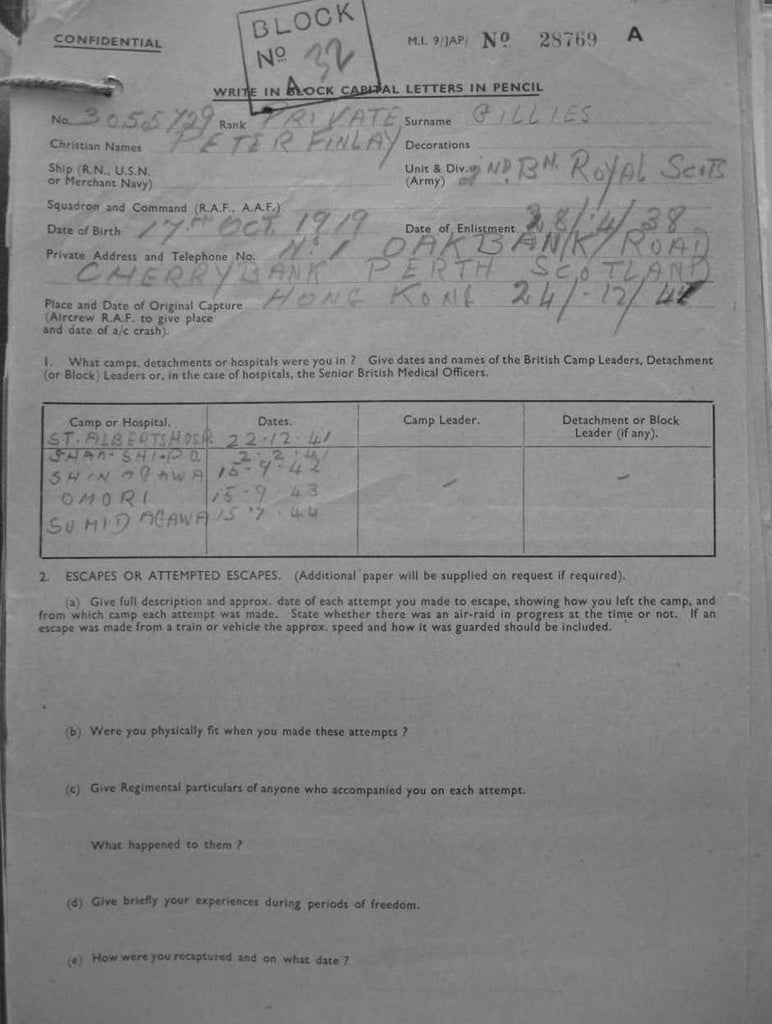 BLOCK
Nº 32
A
CONFIDENTIAL
M.I. 9/JAP/ Nº 28769 A
WRITE IN BLOCK CAPITAL LETTERS IN PENCIL
No. 3055729 Rank PRIVATE Surname GILLIES
Christian Names PETER FINLAY Decorations
Ship (R.N., U.S.N. or Merchant Navy)
Unit & Div. (Army) 2ND BN. ROYAL SCOTS
Squadron and Command (R.A.F., A.A.F.)
Date of Birth 17TH OCT. 1919 Date of Enlistment 28/4/38
Private Address and Telephone No. No. 1 OAKBANK ROAD
CHERRYBANK PERTH SCOTLAND
Place and Date of Original Capture HONG KONG 24/12/41
(Aircrew R.A.F. to give place
and date of a/c crash).
1. What camps, detachments or hospitals were you in ? Give dates and names of the British Camp Leaders, Detachment
(or Block) Leaders or, in the case of hospitals, the Senior British Medical Officers.
Camp or Hospital. Dates. Camp Leader. Detachment or Block Leader (if any).
ST. ALBERTS HOSP. 22-12-41
SHAM-SHI-PO
SHINAGAWA 15-9-42 - -
OMORI 15-9 43
SUMIDAGAWA 15.7.44
2. ESCAPES OR ATTEMPTED ESCAPES. (Additional paper will be supplied on request if required).
(a) Give full description and approx. date of each attempt you made to escape, showing how you left the camp, and
from which camp each attempt was made. State whether there was an air-raid in progress at the time or not. If an
escape was made from a train or vehicle the approx. speed and how it was guarded should be included.
(b) Were you physically fit when you made these attempts ?
(c) Give Regimental particulars of anyone who accompanied you on each attempt.
What happened to them ?
(d) Give briefly your experiences during periods of freedom.
(e) How were you recaptured and on what date ?